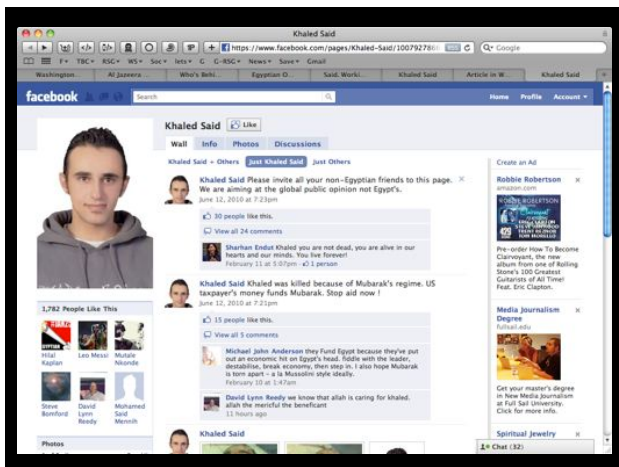 Khaled Said
https://www.facebook.com/pages/Khaled-Said/100792786
Google
F▾ TBC▾ RSG▾ WS▾ Soc▾ lets▾ G G-RSG▾ News▾ Save▾ Gmail
Washington... Al Jazeera ... Who's Behi... Egyptian O... Said, Worki... Khaled Said Article in W... Khaled Said
facebook
Search
Home Profile Account
Khaled Said
Like
Wall Info Photos Discussions
Khaled Said + Others Just Khaled Said Just Others
Khaled Said Please invite all your non-Egyptian friends to this page.
We are aiming at the global public opinion not Egypt's.
June 12, 2010 at 7:23pm
30 people like this.
View all 24 comments
Sharhan Endut Khaled you are not dead, you are alive in our
hearts and our minds. You live forever!
February 11 at 5:07pm · 1 person
Khaled Said Khaled was killed because of Mubarak's regime. US
taxpayer's money funds Mubarak. Stop aid now !
June 12, 2010 at 7:21pm
15 people like this.
View all 5 comments
Michael John Anderson they Fund Egypt because they've put
out an economic hit on Egypt's head. fiddle with the leader,
destabilise, break economy, then step in. I also hope Mubarak
is torn apart - a la Mussolini style ideally.
February 10 at 1:47am
David Lynn Reedy we know that allah is caring for khaled.
allah the mericful the beneficant
11 hours ago
Khaled Said
1,782 People Like This
Hilal
Kaplan
Leo Messi
Mutale
Nkonde
Steve
Bomford
David
Lynn
Reedy
Mohamed
Said
Mennih
Photos
Create an Ad
Robbie Robertson
amazon.com
ROBBIE ROBERTSON
Pre-order How To Become
Clairvoyant, the new
album from one of Rolling
Stone's 100 Greatest
Guitarists of All Time!
Feat. Eric Clapton.
Media Journalism
Degree
fullsail.edu
Get your master's degree
in New Media Journalism
at Full Sail University.
Click for more info.
Spiritual Jewelry
Chat (32)